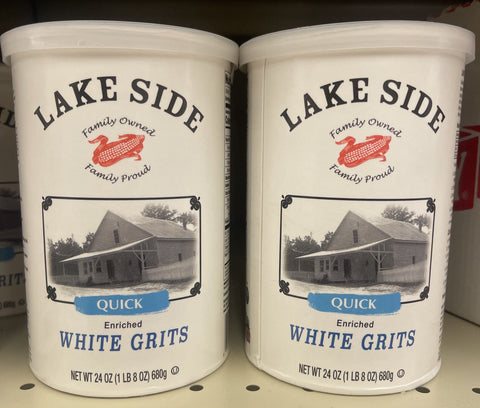 LAKE SIDE
Family Owned
Family Proud
QUICK
Enriched
WHITE GRITS
NET WT 24 OZ (1 LB 8 OZ) 680g
LAKE SIDE
Family Owned
Family Proud
QUICK
Enriched
WHITE GRITS
NET WT 24 OZ (1 LB 8 OZ) 680g